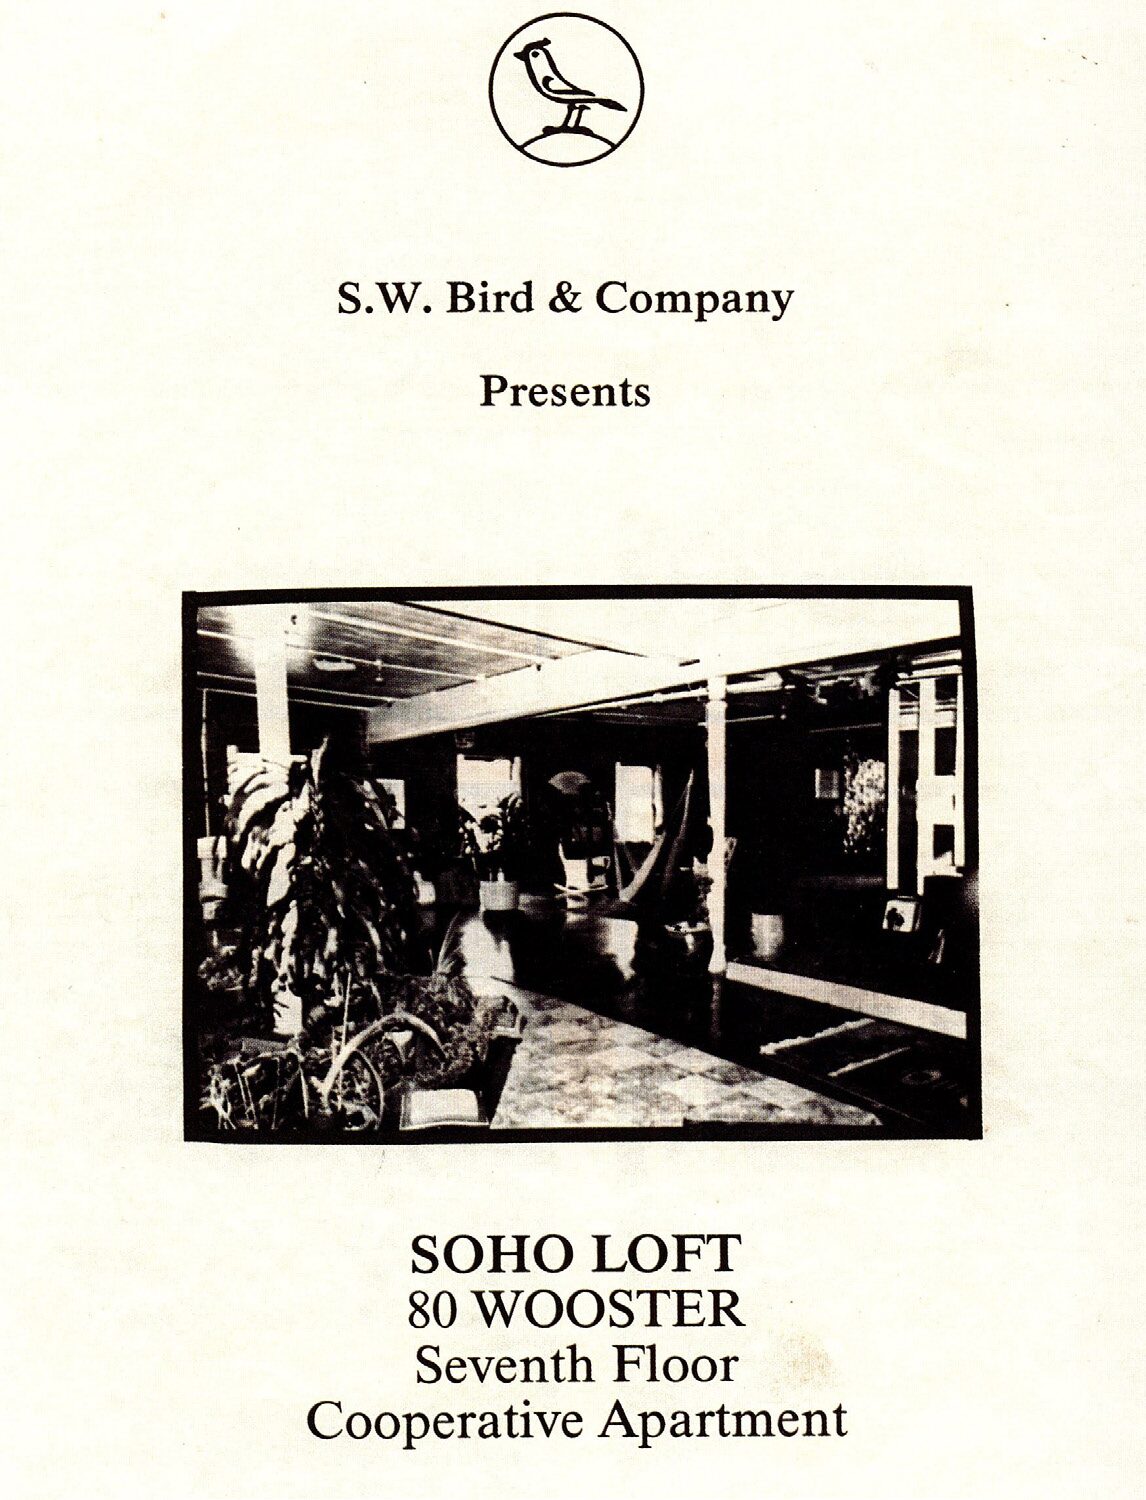 S.W. Bird & Company
Presents
SOHO LOFT
80 WOOSTER
Seventh Floor
Cooperative Apartment